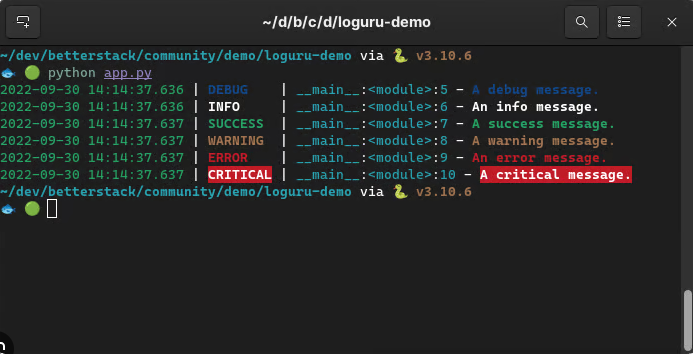 ~/d/b/c/d/loguru-demo
~/dev/betterstack/community/demo/loguru-demo via 🐍 v3.10.6
🐟 🟢 python app.py
2022-09-30 14:14:37.636 | DEBUG    | __main__:<module>:5 - A debug message.
2022-09-30 14:14:37.636 | INFO     | __main__:<module>:6 - An info message.
2022-09-30 14:14:37.637 | SUCCESS  | __main__:<module>:7 - A success message.
2022-09-30 14:14:37.637 | WARNING  | __main__:<module>:8 - A warning message.
2022-09-30 14:14:37.637 | ERROR    | __main__:<module>:9 - An error message.
2022-09-30 14:14:37.637 | CRITICAL | __main__:<module>:10 - A critical message.
~/dev/betterstack/community/demo/loguru-demo via 🐍 v3.10.6
🐟 🟢